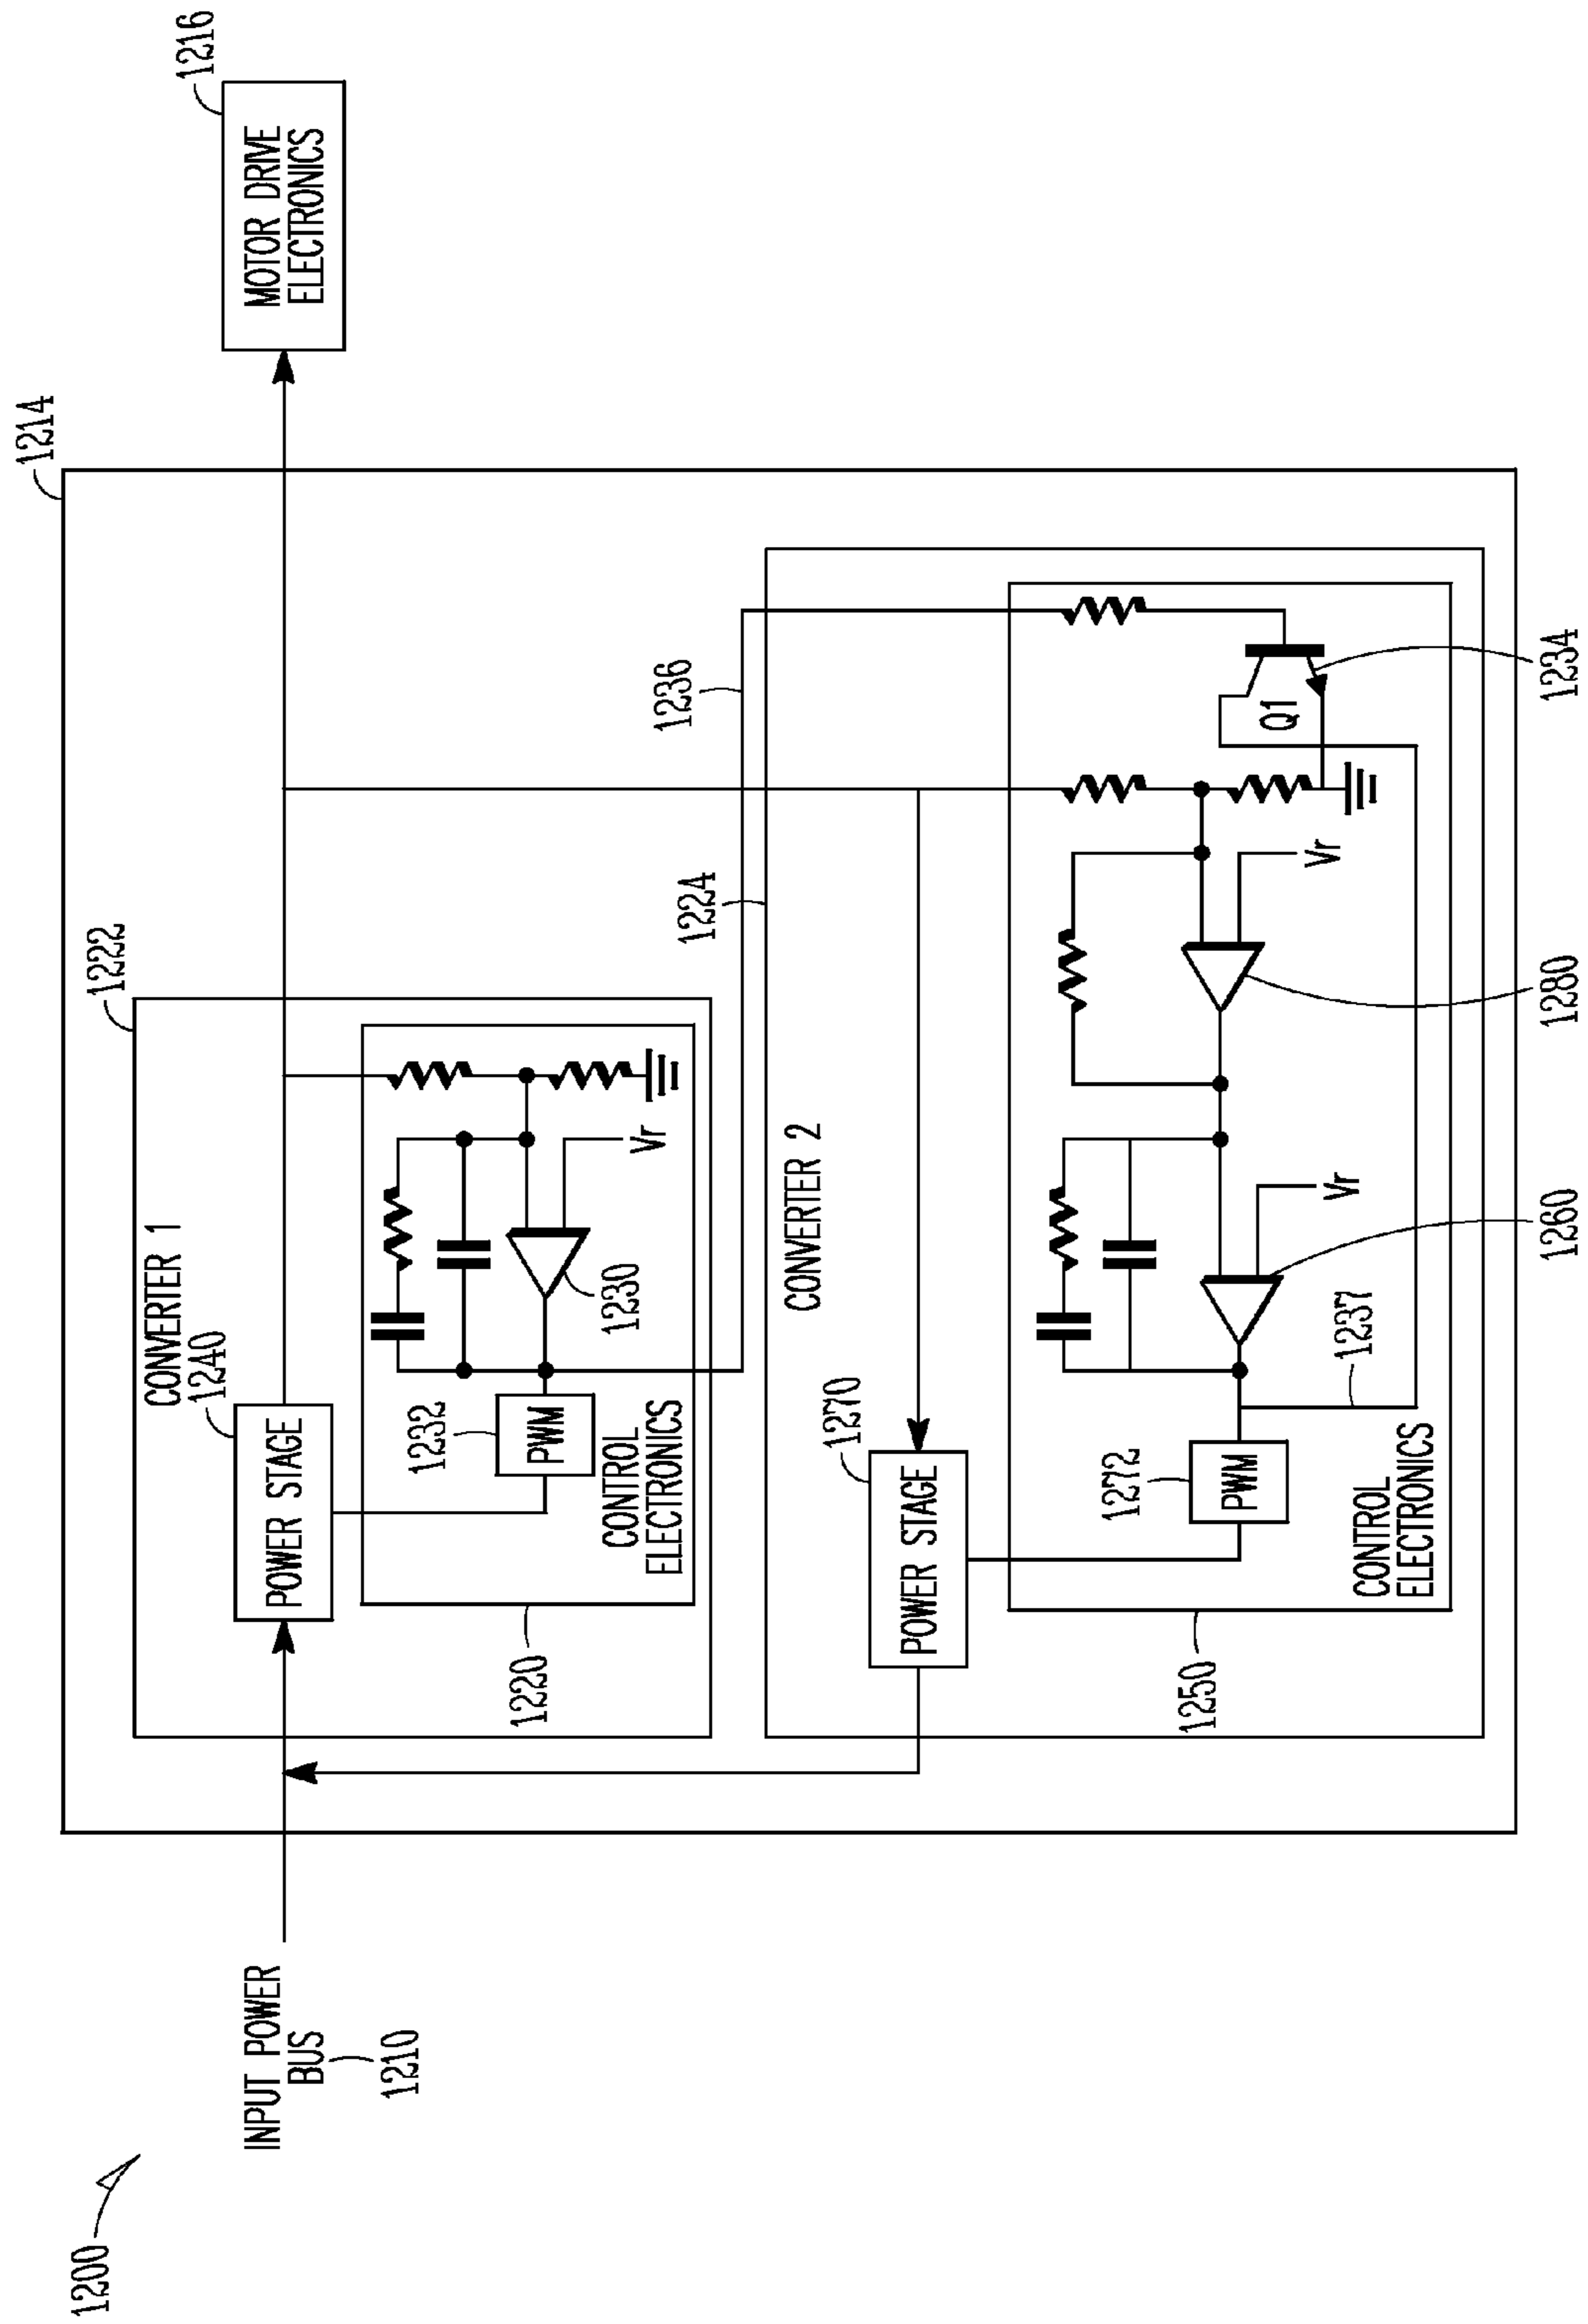 1200
INPUT POWER
BUS
1210
1214
1216
MOTOR DRIVE
ELECTRONICS
1222
CONVERTER 1
1240
POWER STAGE
1232
PWM
1230
Vr
CONTROL
ELECTRONICS
1220
1236
1224
CONVERTER 2
1270
POWER STAGE
1272
PWM
1237
Vr
Vr
Q1
CONTROL
ELECTRONICS
1250
1260
1280
1234